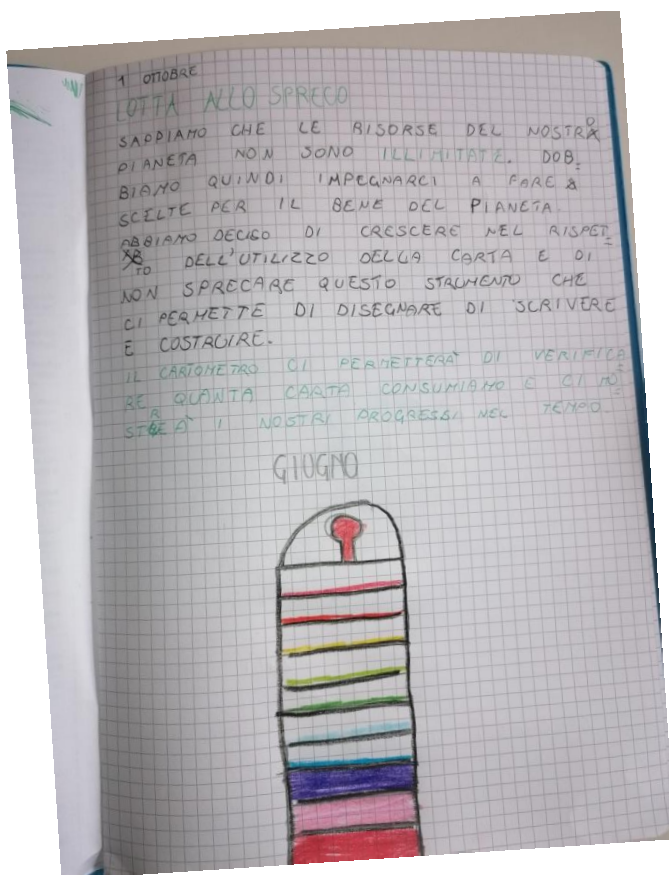 1 OTTOBRE
LOTTA ALLO SPRECO
SAPPIAMO CHE LE RISORSE DEL NOSTRO
PIANETA NON SONO ILLIMITATE. DOB=
BIAMO QUINDI IMPEGNARCI A FARE
SCELTE PER IL BENE DEL PIANETA
ABBIAMO DECISO DI CRESCERE NEL RISPET=
TO DELL'UTILIZZO DELLA CARTA E DI
NON SPRECARE QUESTO STRUMENTO CHE
CI PERMETTE DI DISEGNARE DI SCRIVERE
E COSTRUIRE.
IL CARTOMETRO CI PERMETTERÀ DI VERIFICA=
RE QUANTA CARTA CONSUMIAMO E CI MO=
STRERÀ I NOSTRI PROGRESSI NEL TEMPO.
GIUGNO